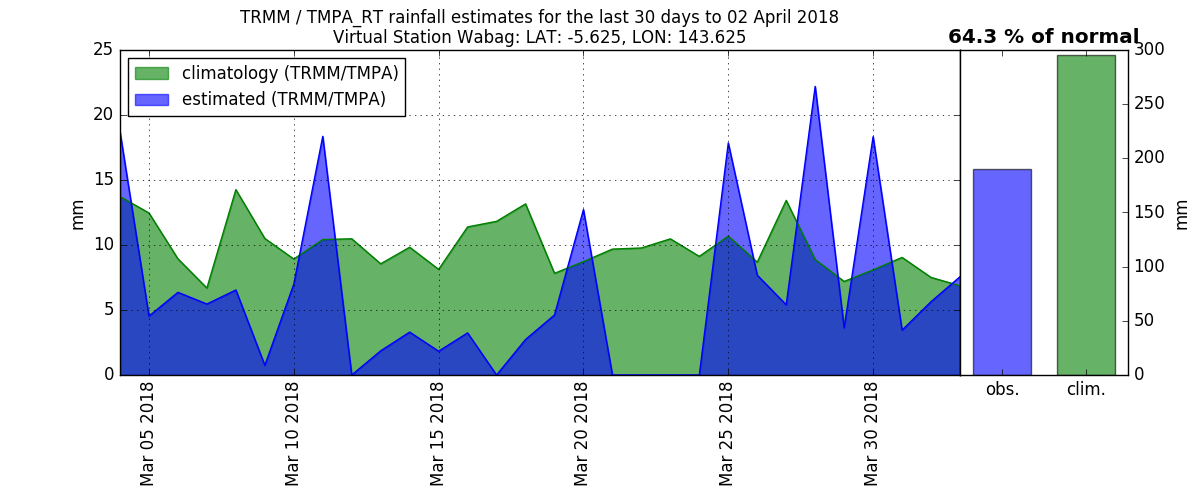 TRMM / TMPA_RT rainfall estimates for the last 30 days to 02 April 2018
Virtual Station Wabag: LAT: -5.625, LON: 143.625
64.3 % of normal
climatology (TRMM/TMPA)
estimated (TRMM/TMPA)
25
20
15
10
5
0
mm
Mar 05 2018
Mar 10 2018
Mar 15 2018
Mar 20 2018
Mar 25 2018
Mar 30 2018
300
250
200
150
100
50
0
mm
obs.
clim.